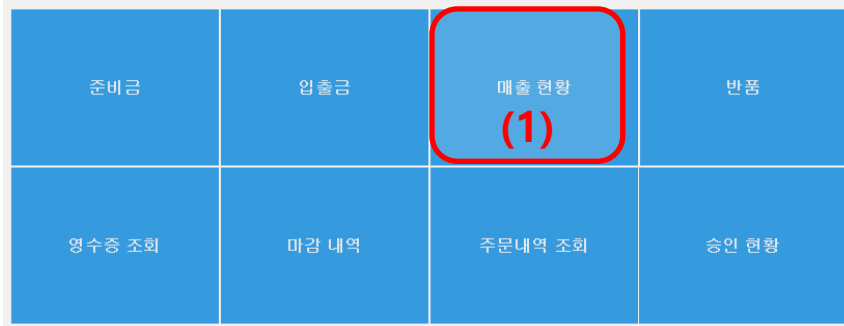 준비금
입출금
매출 현황
(1)
반품
영수증 조회
마감 내역
주문내역 조회
승인 현황